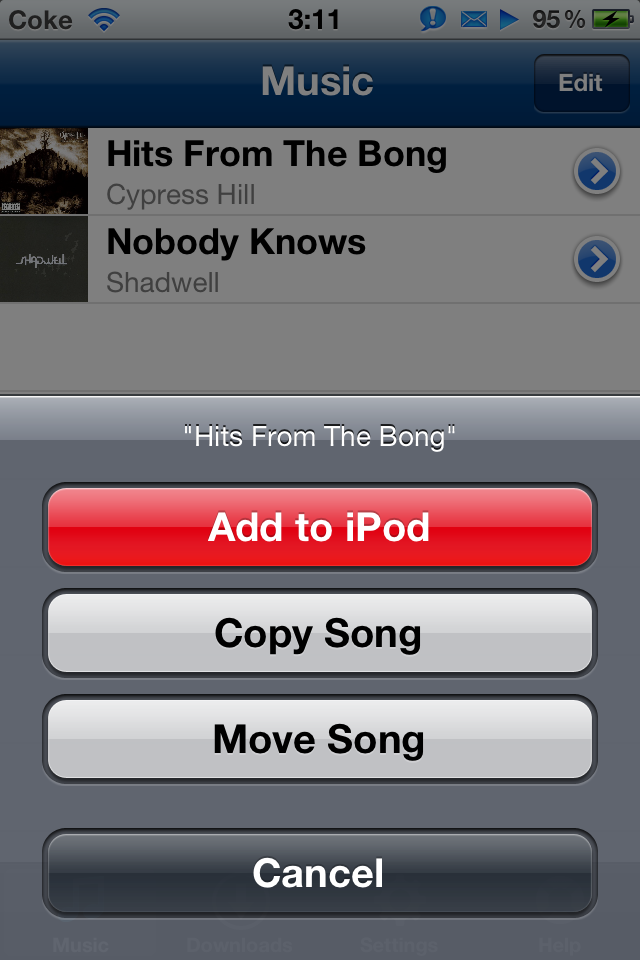 Coke 3:11 95%
Music Edit
Hits From The Bong
Cypress Hill
SHADWELL
Nobody Knows
Shadwell
"Hits From The Bong"
Add to iPod
Copy Song
Move Song
Cancel
Music Downloads Settings Help